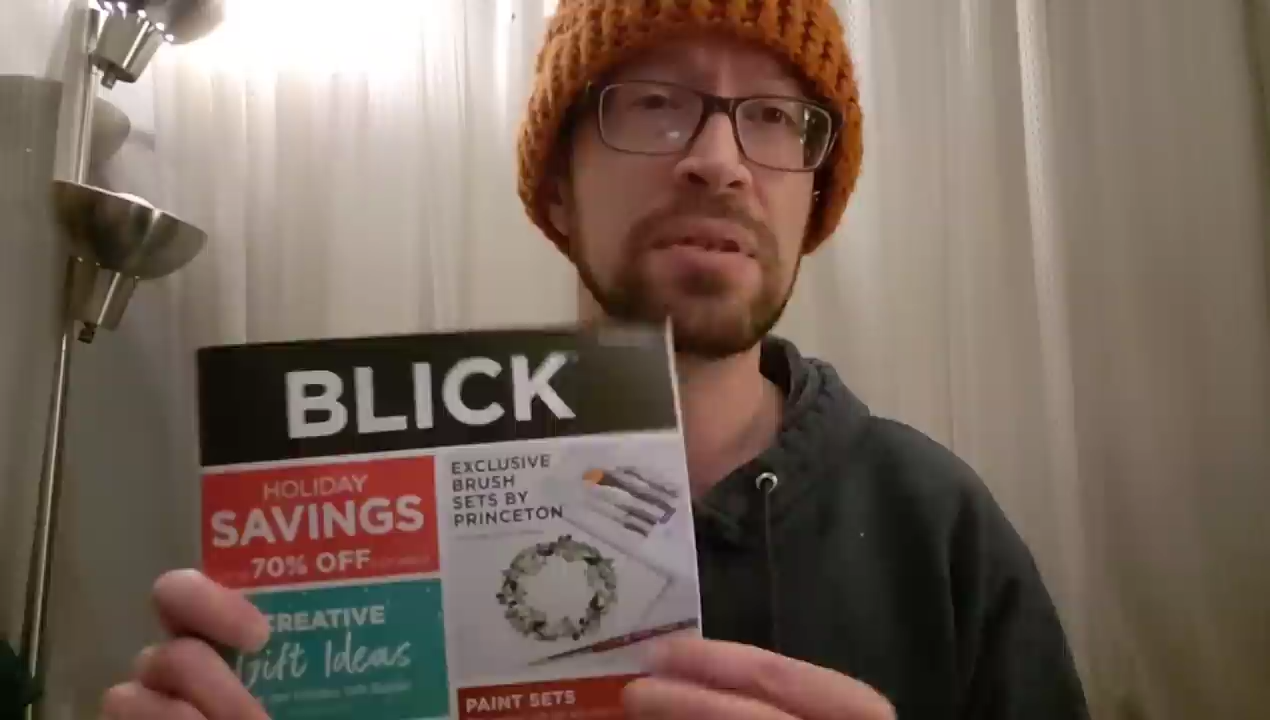 BLICK
HOLIDAY
SAVINGS
70% OFF
CREATIVE
Gift Ideas
EXCLUSIVE
BRUSH
SETS BY
PRINCETON
PAINT SETS